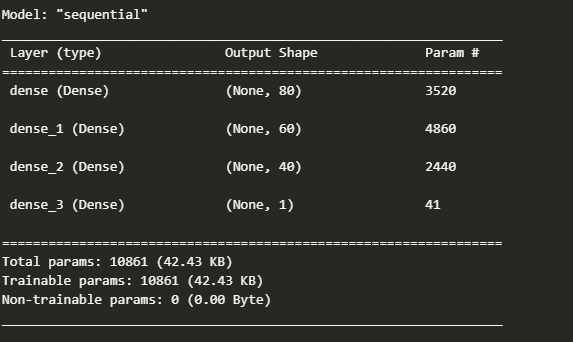 Model: "sequential"
_________________________________________________________________
Layer (type) Output Shape Param #
=================================================================
dense (Dense) (None, 80) 3520
dense_1 (Dense) (None, 60) 4860
dense_2 (Dense) (None, 40) 2440
dense_3 (Dense) (None, 1) 41
=================================================================
Total params: 10861 (42.43 KB)
Trainable params: 10861 (42.43 KB)
Non-trainable params: 0 (0.00 Byte)
_________________________________________________________________